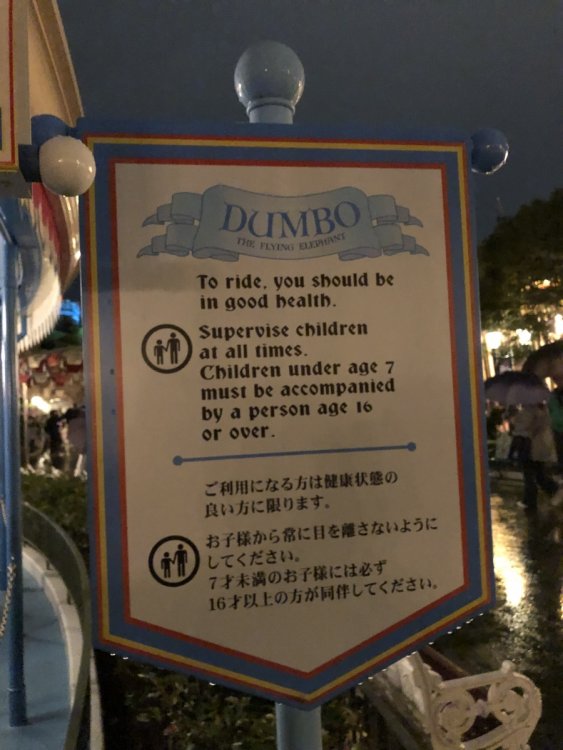 DUMBO
THE FLYING ELEPHANT
To ride, you should be
in good health.
Supervise children
at all times.
Children under age 7
must be accompanied
by a person age 16
or over.
ご利用になる方は健康状態の
良い方に限ります。
お子様から常に目を離さないように
してください。
7才未満のお子様には必ず
16才以上の方が同伴してください。